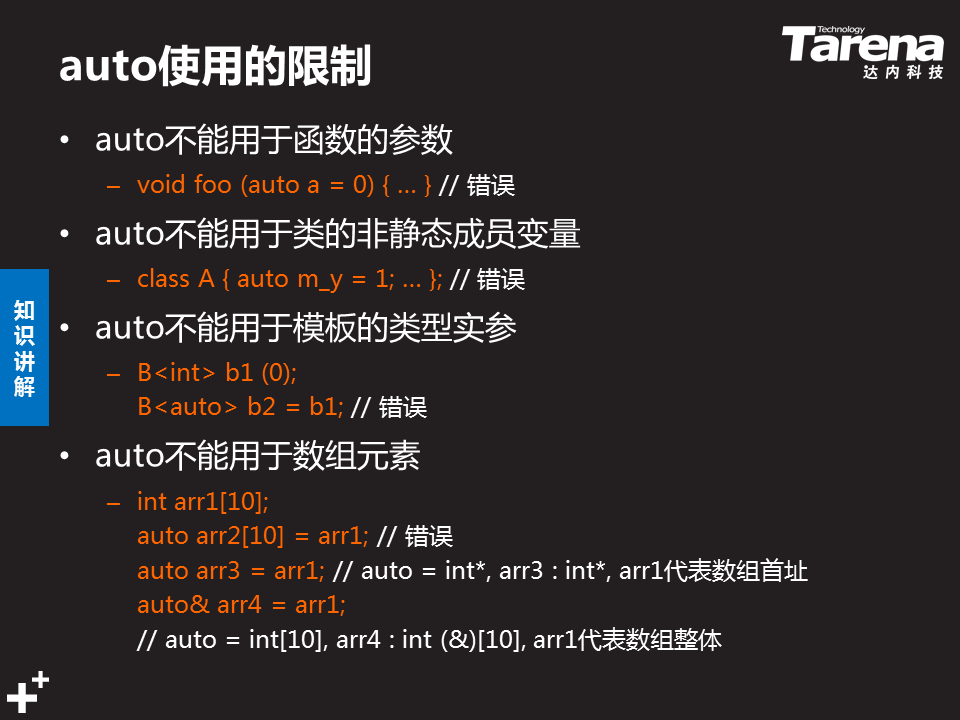 auto使用的限制
Technology
Tarena
达内科技
• auto不能用于函数的参数
– void foo (auto a = 0) { … } // 错误
• auto不能用于类的非静态成员变量
– class A { auto m_y = 1; … }; // 错误
知识讲解
• auto不能用于模板的类型实参
– B<int> b1 (0);
B<auto> b2 = b1; // 错误
• auto不能用于数组元素
– int arr1[10];
auto arr2[10] = arr1; // 错误
auto arr3 = arr1; // auto = int*, arr3 : int*, arr1代表数组首址
auto& arr4 = arr1;
// auto = int[10], arr4 : int (&)[10], arr1代表数组整体